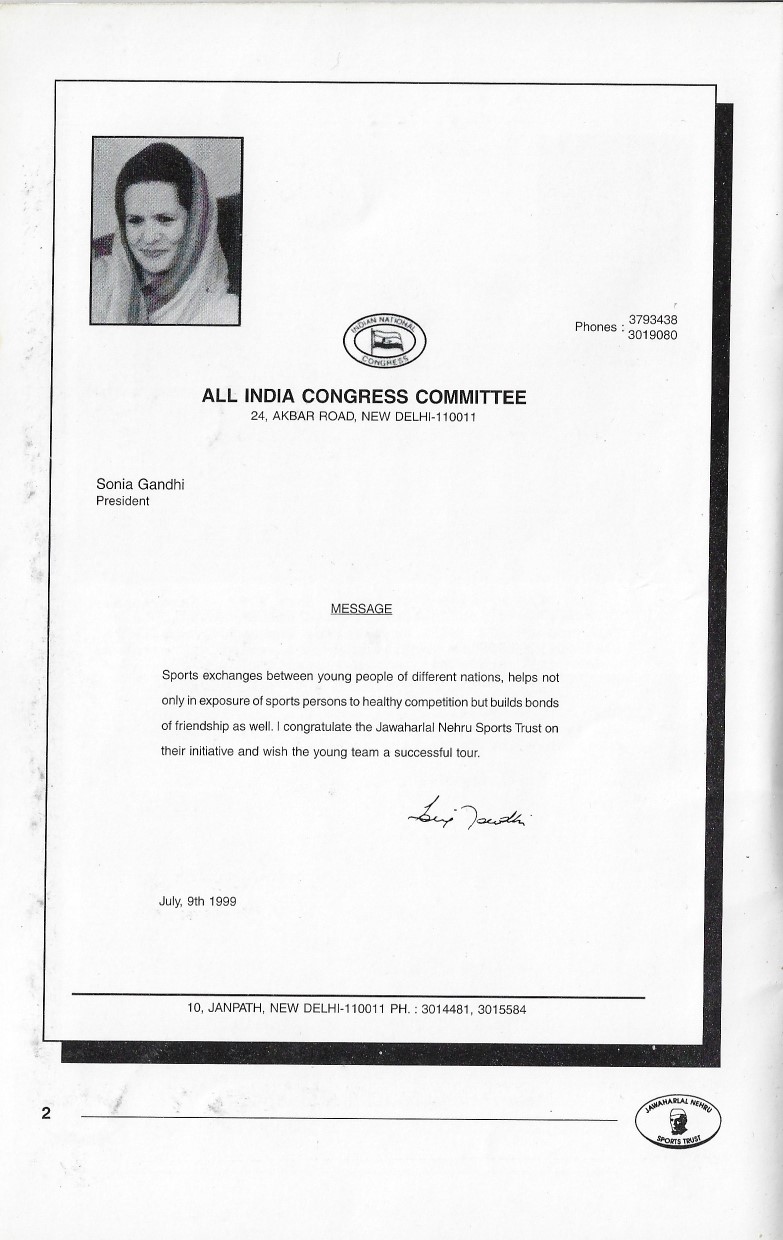 INDIAN NATIONAL
CONGRESS
Phones : 3793438
3019080
ALL INDIA CONGRESS COMMITTEE
24, AKBAR ROAD, NEW DELHI-110011
Sonia Gandhi
President
MESSAGE
Sports exchanges between young people of different nations, helps not
only in exposure of sports persons to healthy competition but builds bonds
of friendship as well. I congratulate the Jawaharlal Nehru Sports Trust on
their initiative and wish the young team a successful tour.
Sonia Gandhi
July, 9th 1999
10, JANPATH, NEW DELHI-110011 PH. : 3014481, 3015584
2
JAWAHARLAL NEHRU
SPORTS TRUST